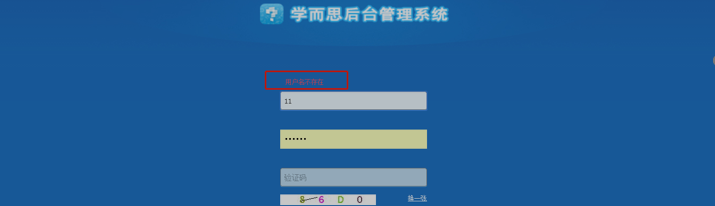 学而思后台管理系统
用户名不存在
11
••••••
验证码
8 6 D 0
换一张